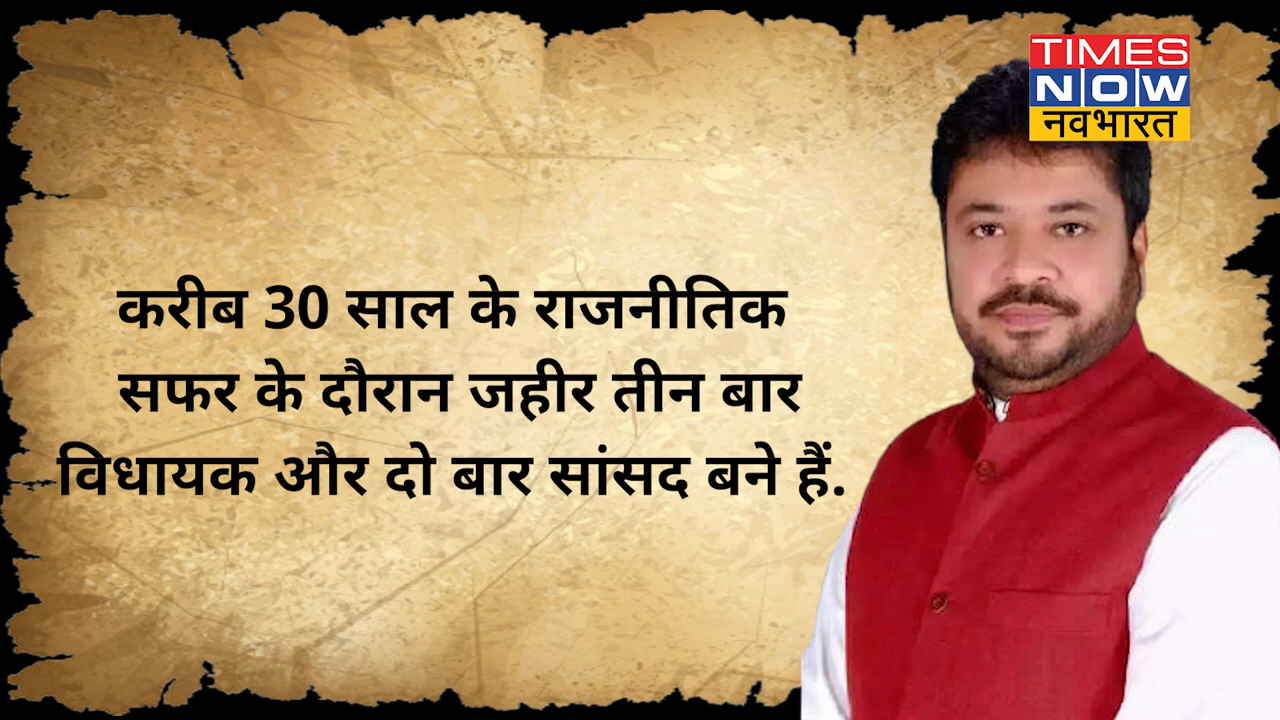 TIMES
NOW
नवभारत
करीब 30 साल के राजनीतिक
सफर के दौरान जहीर तीन बार
विधायक और दो बार सांसद बने हैं.